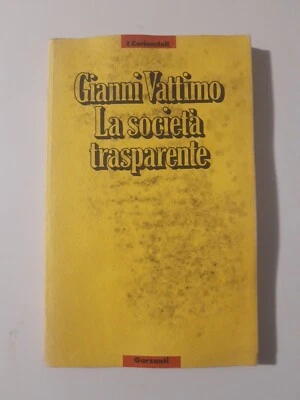 I Coriandoli
Gianni Vattimo
La società
trasparente
Garzanti